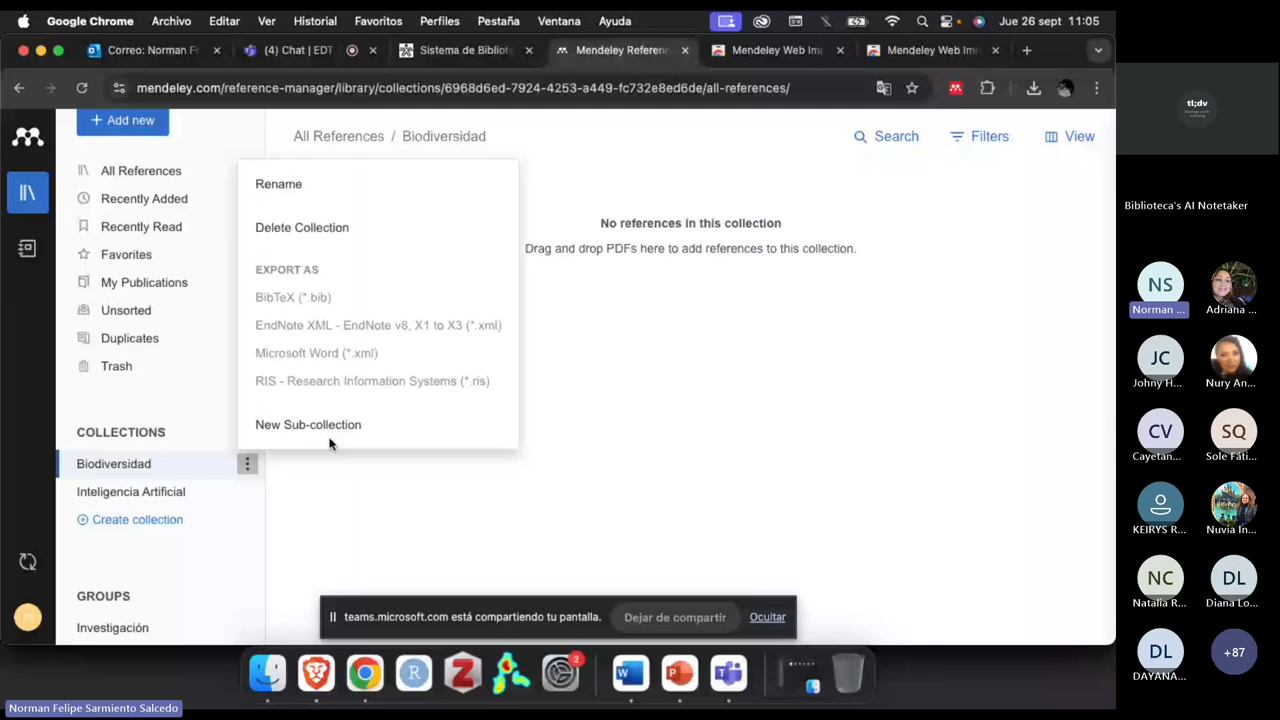 Google Chrome Archivo Editar Ver Historial Favoritos Perfiles Pestaña Ventana Ayuda Jue 26 sept 11:05
Correo: Norman F
(4) Chat | EDT
Sistema de Bibliot
Mendeley Referen
Mendeley Web Im
Mendeley Web Im
mendeley.com/reference-manager/library/collections/6968d6ed-7924-4253-a449-fc732e8ed6de/all-references/
+ Add new
All References
Recently Added
Recently Read
Favorites
My Publications
Unsorted
Duplicates
Trash
COLLECTIONS
Biodiversidad
Inteligencia Artificial
Create collection
GROUPS
Investigación
All References / Biodiversidad
Search
Filters
View
Rename
Delete Collection
EXPORT AS
BibTeX (*.bib)
EndNote XML - EndNote v8, X1 to X3 (*.xml)
Microsoft Word (*.xml)
RIS - Research Information Systems (*.ris)
New Sub-collection
No references in this collection
Drag and drop PDFs here to add references to this collection.
teams.microsoft.com está compartiendo tu pantalla.
Dejar de compartir
Ocultar
R
Z
2
W
P
T
tl;dv
Biblioteca's AI Notetaker
NS
Norman ...
Adriana ...
JC
Johny H...
Nury An...
CV
Cayetan...
SQ
Sole Fáti...
KEIRYS R...
Nuvia In...
NC
Natalia R...
DL
Diana Lo...
DL
DAYANA...
+87
Norman Felipe Sarmiento Salcedo